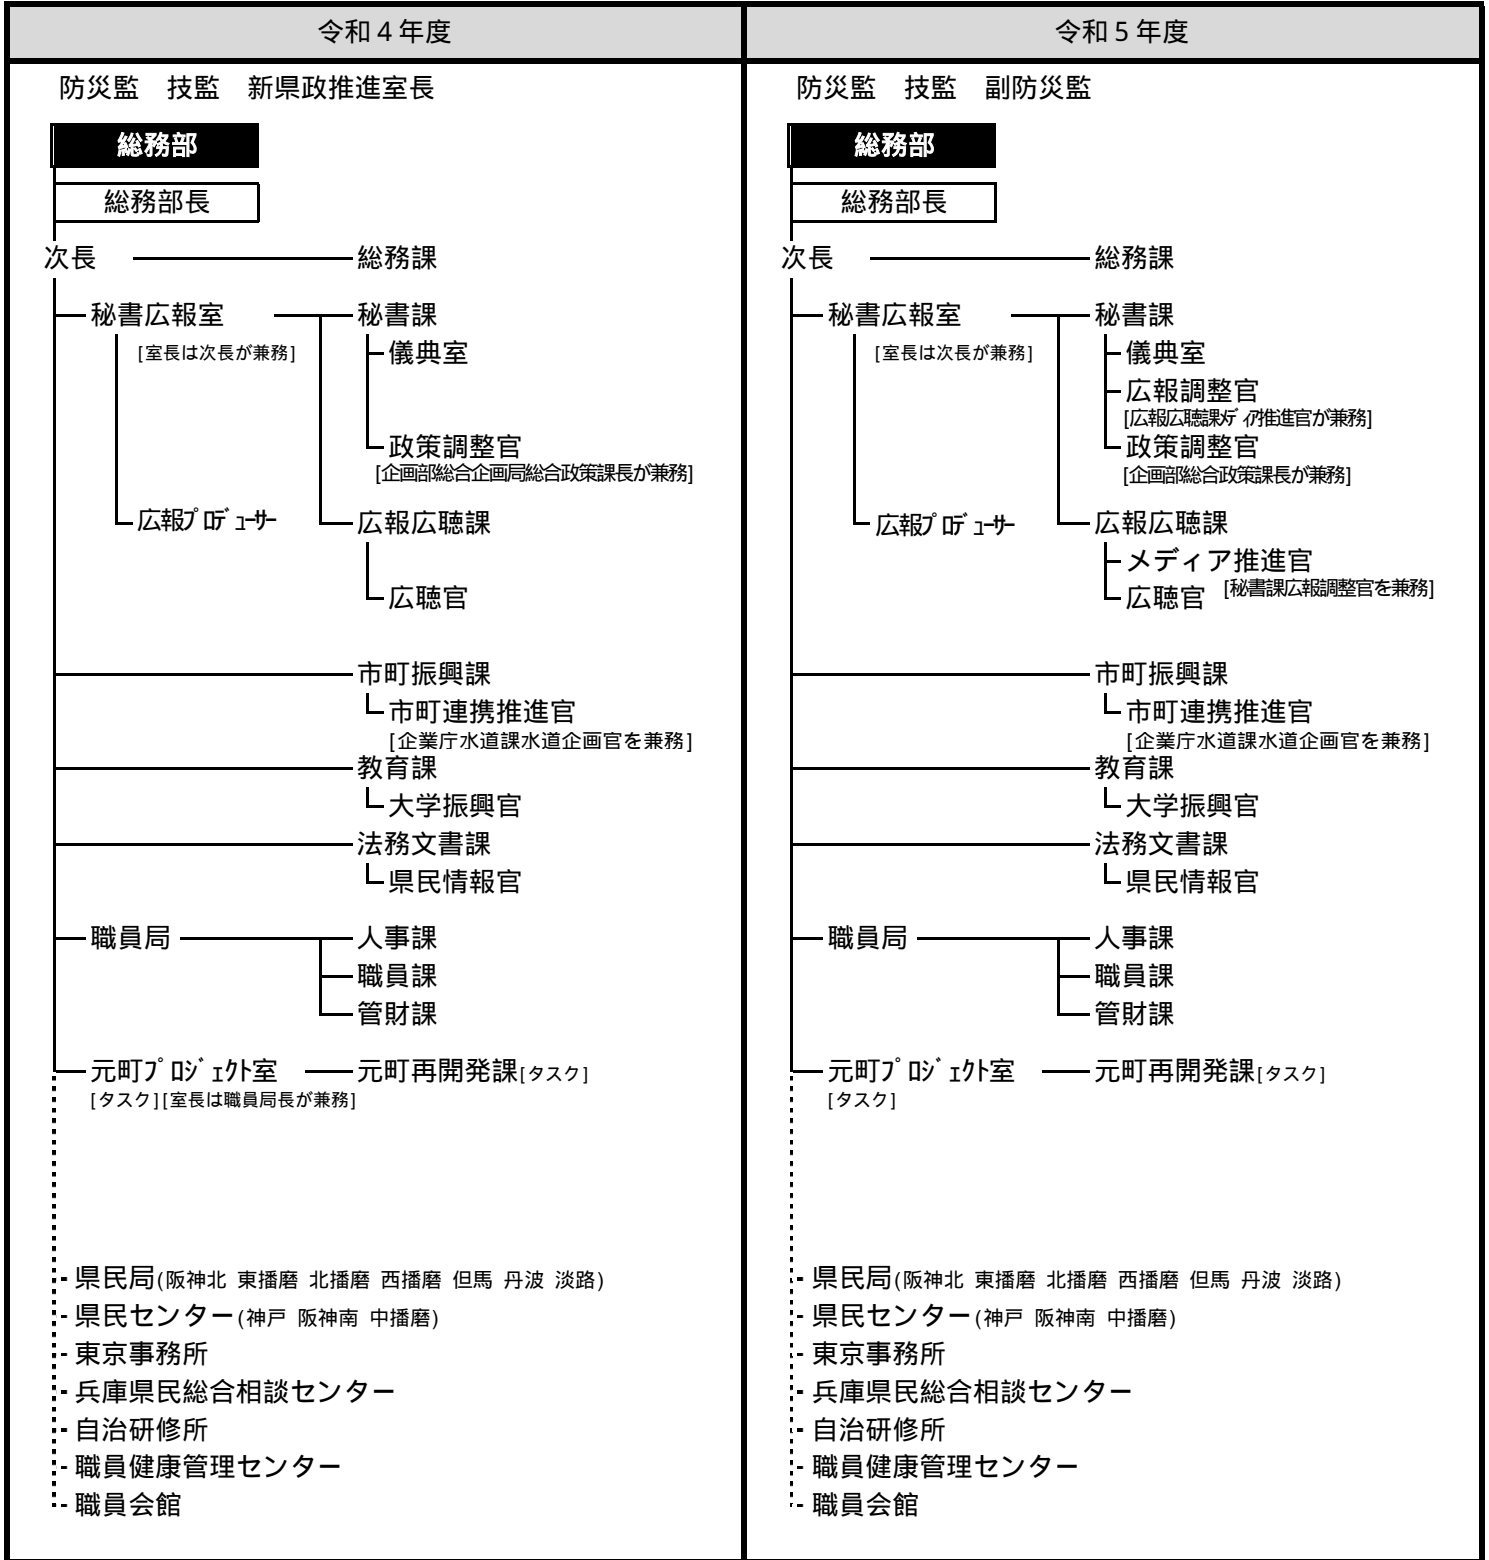 令和４年度
防災監　技監　新県政推進室長
総務部
総務部長
次長　総務課
秘書広報室　秘書課
[室長は次長が兼務]　儀典室
政策調整官
[企画部総合企画局総合政策課長が兼務]
広報ﾌﾟﾛﾃﾞｭｰｻｰ　広報広聴課
広聴官
市町振興課
市町連携推進官
[企業庁水道課水道企画官を兼務]
教育課
大学振興官
法務文書課
県民情報官
職員局　人事課
職員課
管財課
元町ﾌﾟﾛｼﾞｪｸﾄ室　元町再開発課[タスク]
[タスク][室長は職員局長が兼務]
県民局(阪神北 東播磨 北播磨 西播磨 但馬 丹波 淡路)
県民センター(神戸 阪神南 中播磨)
東京事務所
兵庫県民総合相談センター
自治研修所
職員健康管理センター
職員会館
令和５年度
防災監　技監　副防災監
総務部
総務部長
次長　総務課
秘書広報室　秘書課
[室長は次長が兼務]　儀典室
広報調整官
[広報広聴課ﾒﾃﾞｨｱ推進官が兼務]
政策調整官
[企画部総合政策課長が兼務]
広報ﾌﾟﾛﾃﾞｭｰｻｰ　広報広聴課
メディア推進官
[秘書課広報調整官を兼務]
広聴官
市町振興課
市町連携推進官
[企業庁水道課水道企画官を兼務]
教育課
大学振興官
法務文書課
県民情報官
職員局　人事課
職員課
管財課
元町ﾌﾟﾛｼﾞｪｸﾄ室　元町再開発課[タスク]
[タスク]
県民局(阪神北 東播磨 北播磨 西播磨 但馬 丹波 淡路)
県民センター(神戸 阪神南 中播磨)
東京事務所
兵庫県民総合相談センター
自治研修所
職員健康管理センター
職員会館